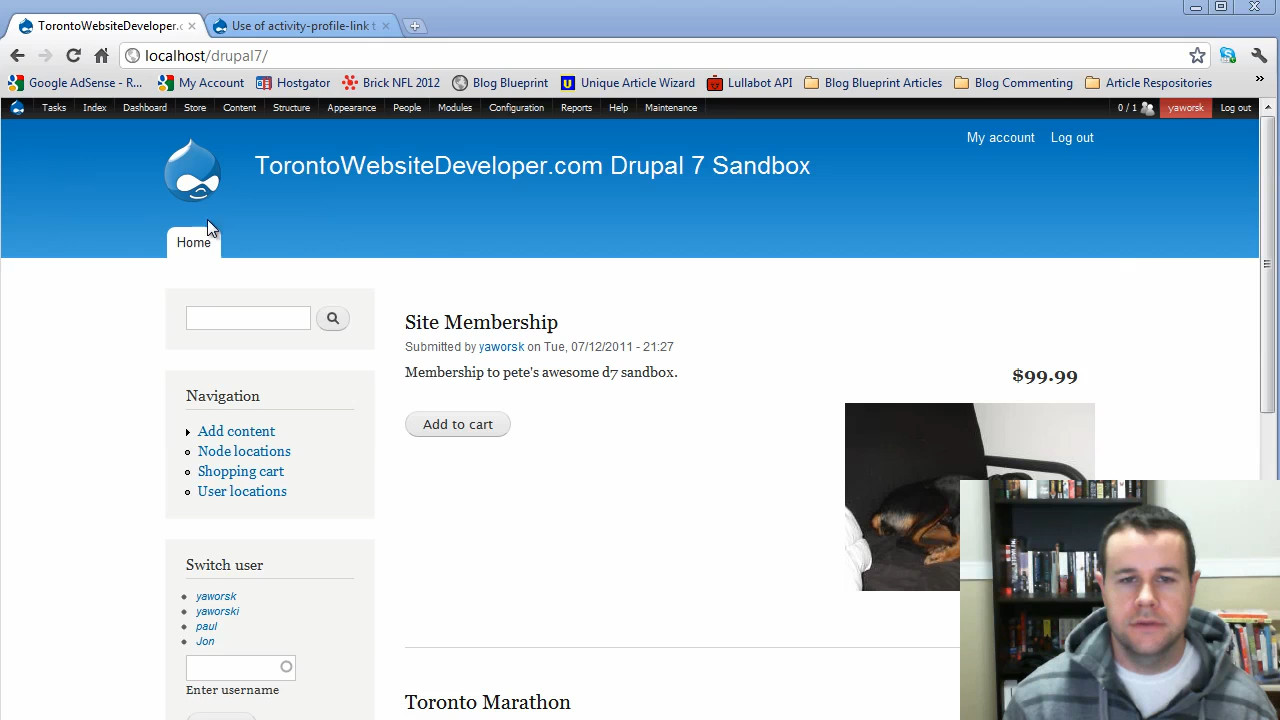 TorontoWebsiteDeveloper.c
Use of activity-profile-link t
localhost/drupal7/
Google AdSense - R...
My Account
Hostgator
Brick NFL 2012
Blog Blueprint
Unique Article Wizard
Lullabot API
Blog Blueprint Articles
Blog Commenting
Article Respositories
»
Tasks
Index
Dashboard
Store
Content
Structure
Appearance
People
Modules
Configuration
Reports
Help
Maintenance
0 / 1
yaworsk
Log out
My account
Log out
TorontoWebsiteDeveloper.com Drupal 7 Sandbox
Home
Navigation
Add content
Node locations
Shopping cart
User locations
Switch user
yaworsk
yaworski
paul
Jon
Enter username
Site Membership
Submitted by yaworsk on Tue, 07/12/2011 - 21:27
Membership to pete's awesome d7 sandbox.
$99.99
Add to cart
Toronto Marathon